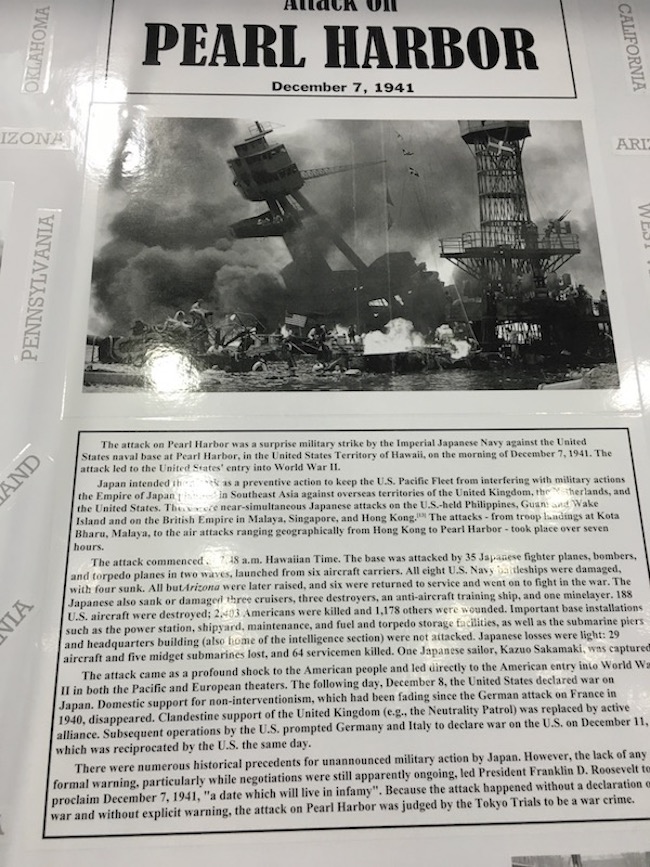 Attack on
PEARL HARBOR
December 7, 1941
OKLAHOMA
CALIFORNIA
PENNSYLVANIA
The attack on Pearl Harbor was a surprise military strike by the Imperial Japanese Navy against the United
States naval base at Pearl Harbor, in the United States Territory of Hawaii, on the morning of December 7, 1941. The
attack led to the United States' entry into World War II.
Japan intended as a preventive action to keep the U.S. Pacific Fleet from interfering with military actions
the Empire of Japan in Southeast Asia against overseas territories of the United Kingdom, the and
the United States. near-simultaneous Japanese attacks on the U.S.-held Philippines, Guam and Wake
Island and on the British Empire in Malaya, Singapore, and Hong Kong. The attacks - from troop landings at Kota
Bharu, Malaya, to the air attacks ranging geographically from Hong Kong to Pearl Harbor - took place over seven
hours.
The attack commenced a.m. Hawaiian Time. The base was attacked by 35 Japanese fighter planes, bombers,
and torpedo planes in two waves, launched from six aircraft carriers. All eight U.S. Navy were damaged,
with four sunk. All but Arizona were later raised, and six were returned to service and went on to fight in the war. The
Japanese also sank or damaged three cruisers, three destroyers, an anti-aircraft training ship, and one minelayer. 188
U.S. aircraft were destroyed; 2,403 Americans were killed and 1,178 others were wounded. Important base installations
such as the power station, shipyard, maintenance, and fuel and torpedo storage facilities, as well as the submarine piers
and headquarters building (also home of the intelligence section) were not attacked. Japanese losses were light: 29
aircraft and five midget submarines lost, and 64 servicemen killed. One Japanese sailor, Kazuo Sakamaki, was captured
The attack came as a profound shock to the American people and led directly to the American entry into World Wa
II in both the Pacific and European theaters. The following day, December 8, the United States declared war on
Japan. Domestic support for non-interventionism, which had been fading since the German attack on France in
1940, disappeared. Clandestine support of the United Kingdom (e.g., the Neutrality Patrol) was replaced by active
alliance. Subsequent operations by the U.S. prompted Germany and Italy to declare war on the U.S. on December 11,
which was reciprocated by the U.S. the same day.
There were numerous historical precedents for unannounced military action by Japan. However, the lack of any
formal warning, particularly while negotiations were still apparently ongoing, led President Franklin D. Roosevelt to
proclaim December 7, 1941, "a date which will live in infamy". Because the attack happened without a declaration o
war and without explicit warning, the attack on Pearl Harbor was judged by the Tokyo Trials to be a war crime.